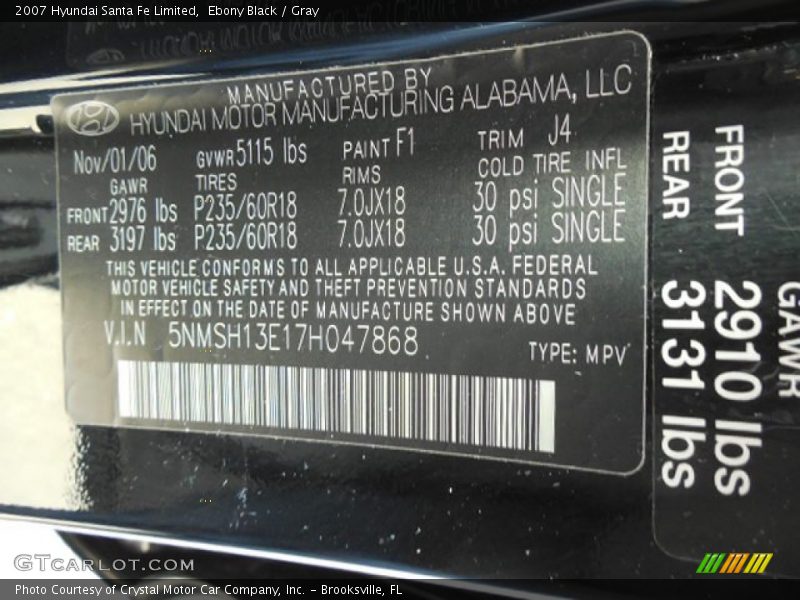 2007 Hyundai Santa Fe Limited, Ebony Black / Gray
MANUFACTURED BY
HYUNDAI MOTOR MANUFACTURING ALABAMA, LLC
Nov/01/06 GVWR5115 lbs PAINT F1 TRIM J4
GAWR TIRES RIMS COLD TIRE INFL
FRONT 2976 lbs P235/60R18 7.0JX18 30 psi SINGLE
REAR 3197 lbs P235/60R18 7.0JX18 30 psi SINGLE
THIS VEHICLE CONFORMS TO ALL APPLICABLE U.S.A. FEDERAL
MOTOR VEHICLE SAFETY AND THEFT PREVENTION STANDARDS
IN EFFECT ON THE DATE OF MANUFACTURE SHOWN ABOVE
V.I.N 5NMSH13E17H047868
TYPE: MPV
GAWR
FRONT 2910 lbs
REAR 3131 lbs
GTCARLOT.COM
Photo Courtesy of Crystal Motor Car Company, Inc. - Brooksville, FL